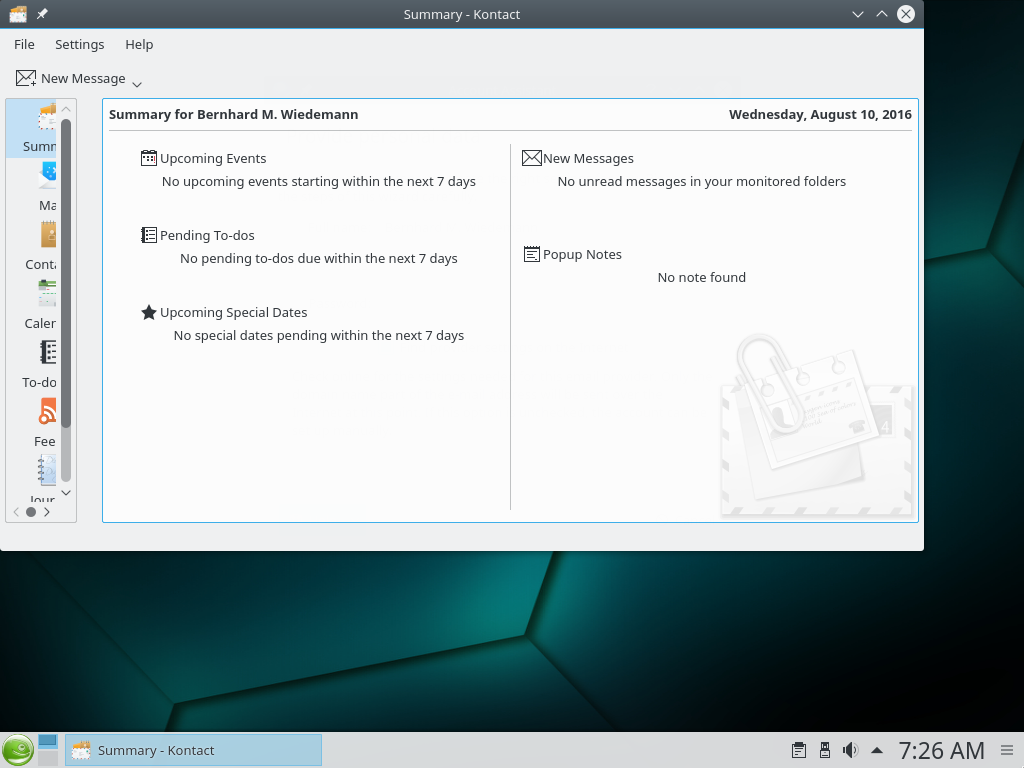 Summary - Kontact
File Settings Help
New Message
Summary for Bernhard M. Wiedemann Wednesday, August 10, 2016
Summ
Ma
Conta
Calen
To-do
Fee
Upcoming Events
No upcoming events starting within the next 7 days
Pending To-dos
No pending to-dos due within the next 7 days
Upcoming Special Dates
No special dates pending within the next 7 days
New Messages
No unread messages in your monitored folders
Popup Notes
No note found
Summary - Kontact
7:26 AM